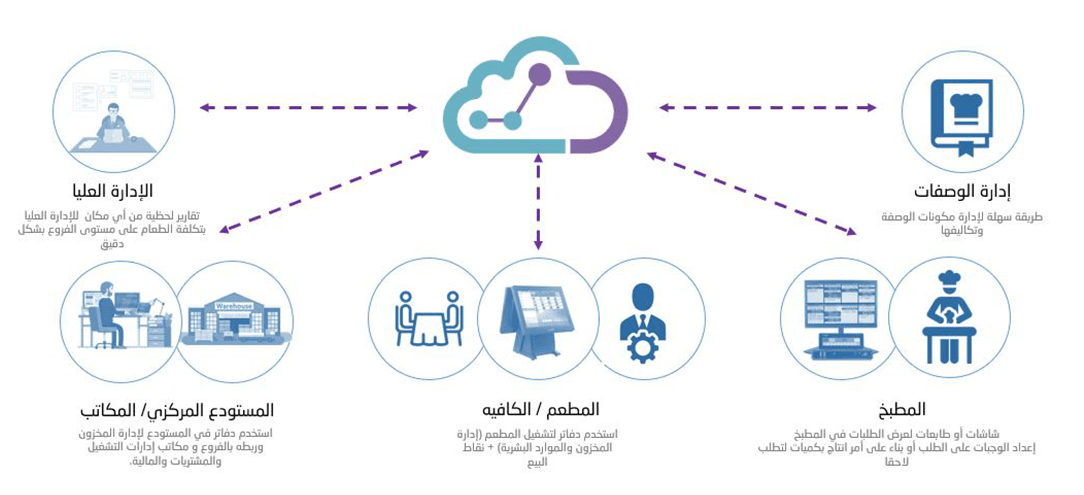 الإدارة العليا
تقارير لحظية من أي مكان للإدارة العليا
بتكلفة الطعام على مستوى الفروع بشكل
دقيق
إدارة الوصفات
طريقة سهلة لإدارة مكونات الوصفة
وتكاليفها
Warehouse
المستودع المركزي/ المكاتب
استخدم دفاتر في المستودع لإدارة المخزون
وربطه بالفروع و مكاتب إدارات التشغيل
والمشتريات والمالية.
المطعم / الكافيه
استخدم دفاتر لتشغيل المطعم (إدارة
المخزون والموارد البشرية) + نقاط
البيع
المطبخ
شاشات أو طابعات لعرض الطلبات في المطبخ
إعداد الوجبات على الطلب أو بناء على أمر انتاج بكميات لتطلب
لاحقا